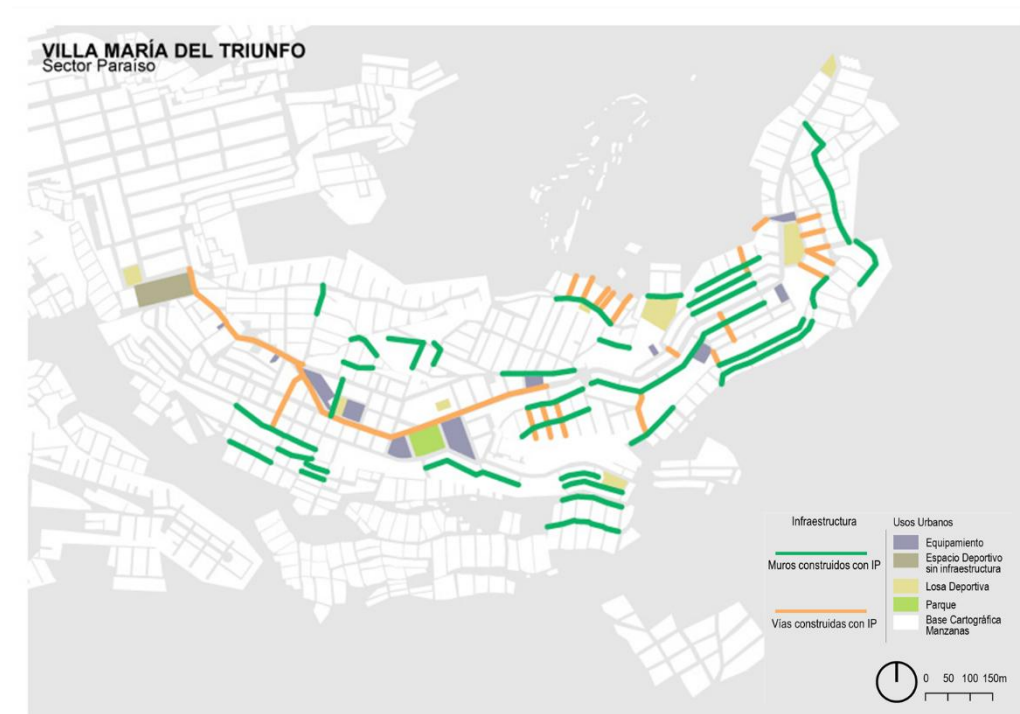 VILLA MARÍA DEL TRIUNFO
Sector Paraíso
Infraestructura
Muros construidos con IP
Vías construidas con IP
Usos Urbanos
Equipamiento
Espacio Deportivo
sin infraestructura
Losa Deportiva
Parque
Base Cartográfica
Manzanas
0 50 100 150m